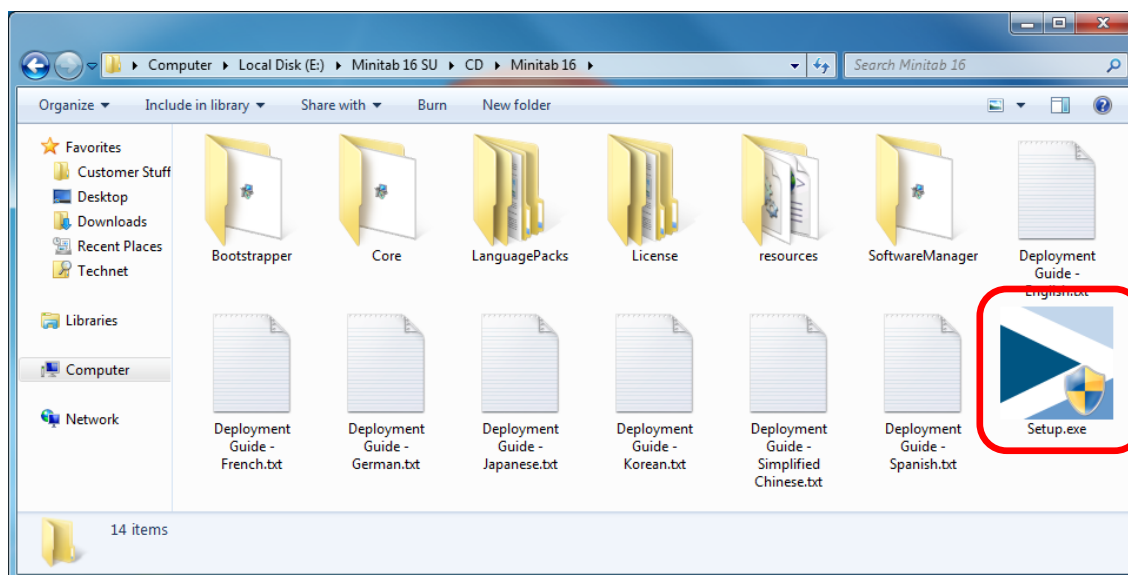 Computer ▸ Local Disk (E:) ▸ Minitab 16 SU ▸ CD ▸ Minitab 16 ▸
Search Minitab 16
Organize
Include in library
Share with
Burn
New folder
Favorites
Customer Stuff
Desktop
Downloads
Recent Places
Technet
Libraries
Computer
Network
Bootstrapper
Core
LanguagePacks
License
resources
SoftwareManager
Deployment
Guide -
English.txt
Deployment
Guide -
French.txt
Deployment
Guide -
German.txt
Deployment
Guide -
Japanese.txt
Deployment
Guide -
Korean.txt
Deployment
Guide -
Simplified
Chinese.txt
Deployment
Guide -
Spanish.txt
Setup.exe
14 items